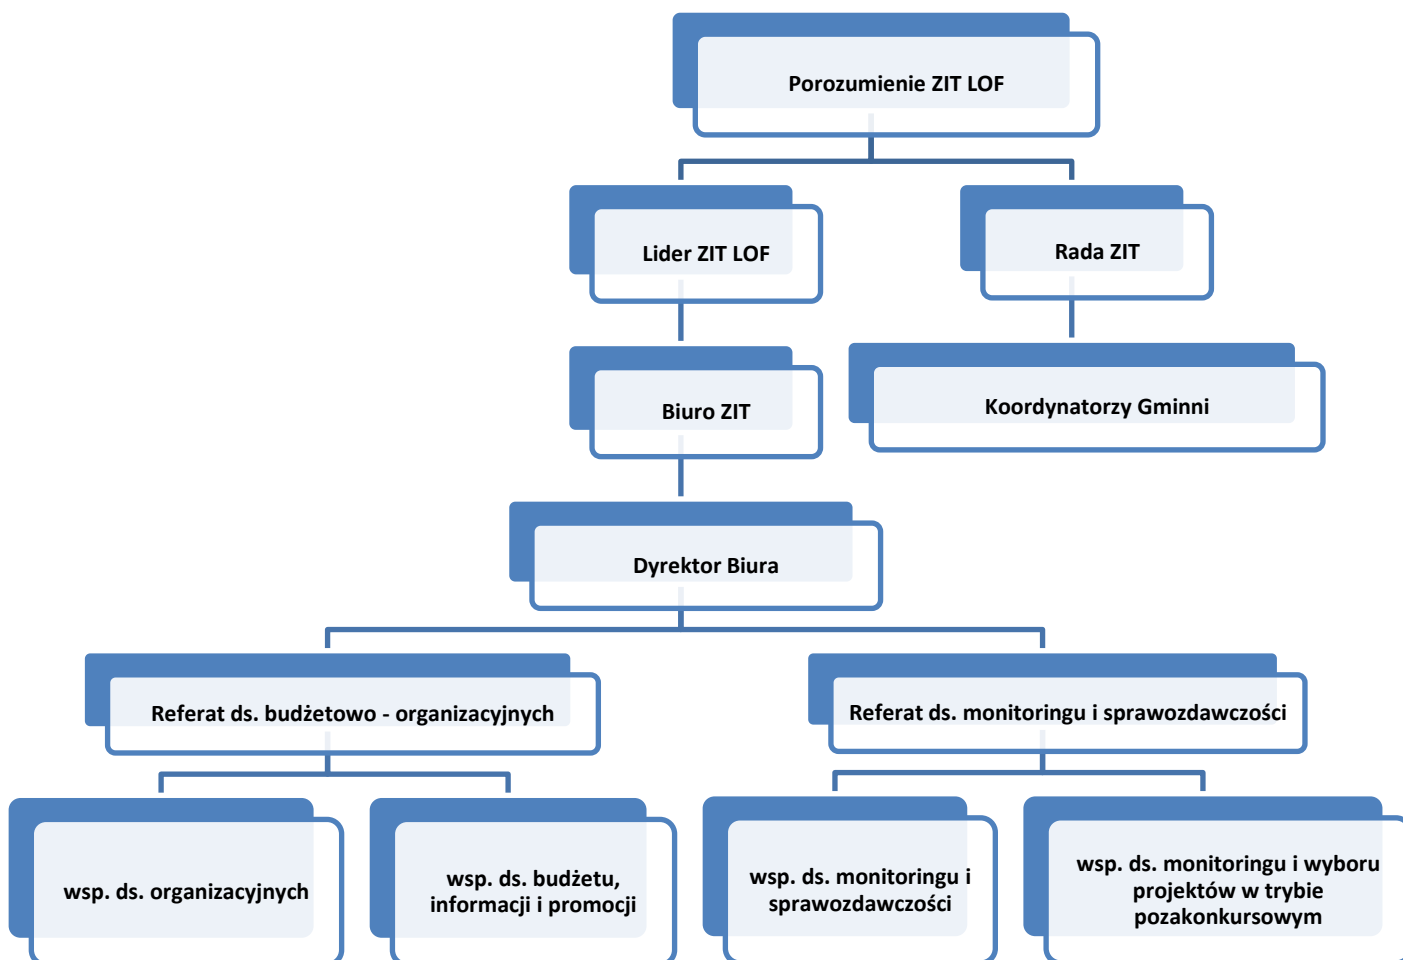 Porozumienie ZIT LOF
Lider ZIT LOF
Rada ZIT
Biuro ZIT
Koordynatorzy Gminni
Dyrektor Biura
Referat ds. budżetowo - organizacyjnych
Referat ds. monitoringu i sprawozdawczości
wsp. ds. organizacyjnych
wsp. ds. budżetu,
informacji i promocji
wsp. ds. monitoringu i
sprawozdawczości
wsp. ds. monitoringu i wyboru
projektów w trybie
pozakonkursowym